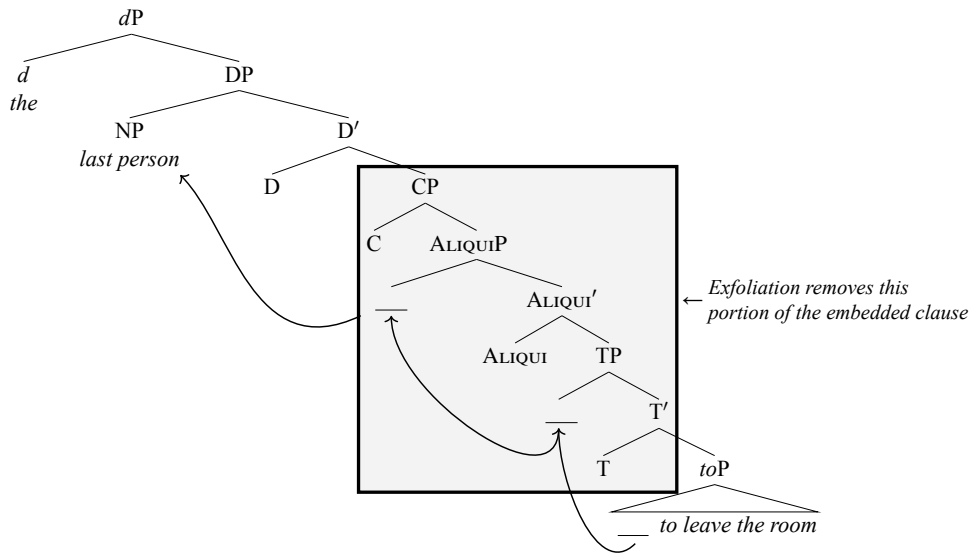 dP
d DP
the
NP D′
last person
D CP
C ALIQUIP
ALIQUI′
← Exfoliation removes this
portion of the embedded clause
ALIQUI TP
T′
T toP
to leave the room